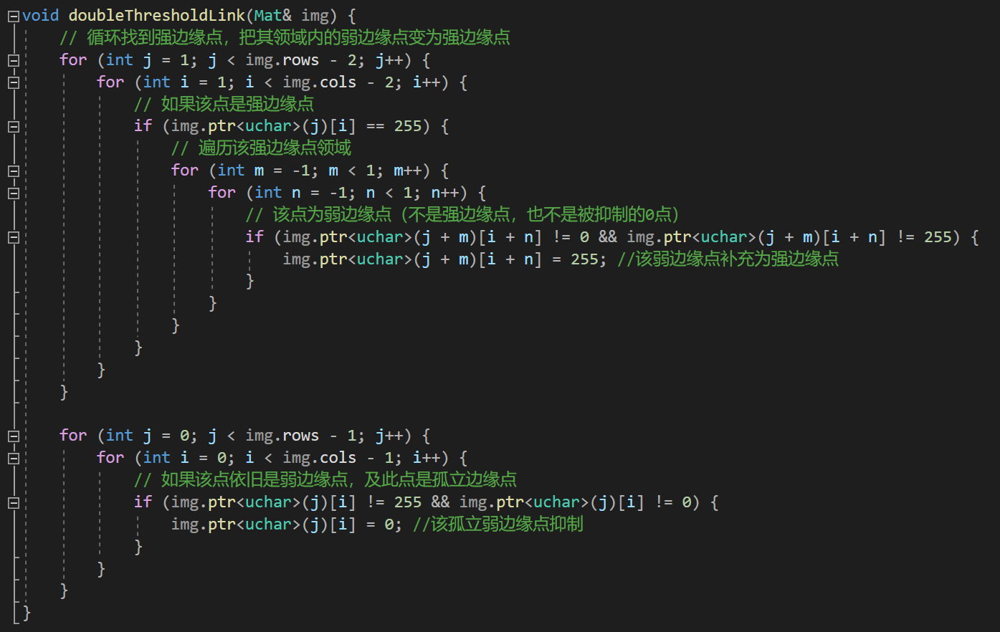 void doubleThresholdLink(Mat& img) {
    // 循环找到强边缘点，把其领域内的弱边缘点变为强边缘点
    for (int j = 1; j < img.rows - 2; j++) {
        for (int i = 1; i < img.cols - 2; i++) {
            // 如果该点是强边缘点
            if (img.ptr<uchar>(j)[i] == 255) {
                // 遍历该强边缘点领域
                for (int m = -1; m < 1; m++) {
                    for (int n = -1; n < 1; n++) {
                        // 该点为弱边缘点（不是强边缘点，也不是被抑制的0点）
                        if (img.ptr<uchar>(j + m)[i + n] != 0 && img.ptr<uchar>(j + m)[i + n] != 255) {
                            img.ptr<uchar>(j + m)[i + n] = 255; //该弱边缘点补充为强边缘点
                        }
                    }
                }
            }
        }
    }

    for (int j = 0; j < img.rows - 1; j++) {
        for (int i = 0; i < img.cols - 1; i++) {
            // 如果该点依旧是弱边缘点，及此点是孤立边缘点
            if (img.ptr<uchar>(j)[i] != 255 && img.ptr<uchar>(j)[i] != 0) {
                img.ptr<uchar>(j)[i] = 0; //该孤立弱边缘点抑制
            }
        }
    }
}